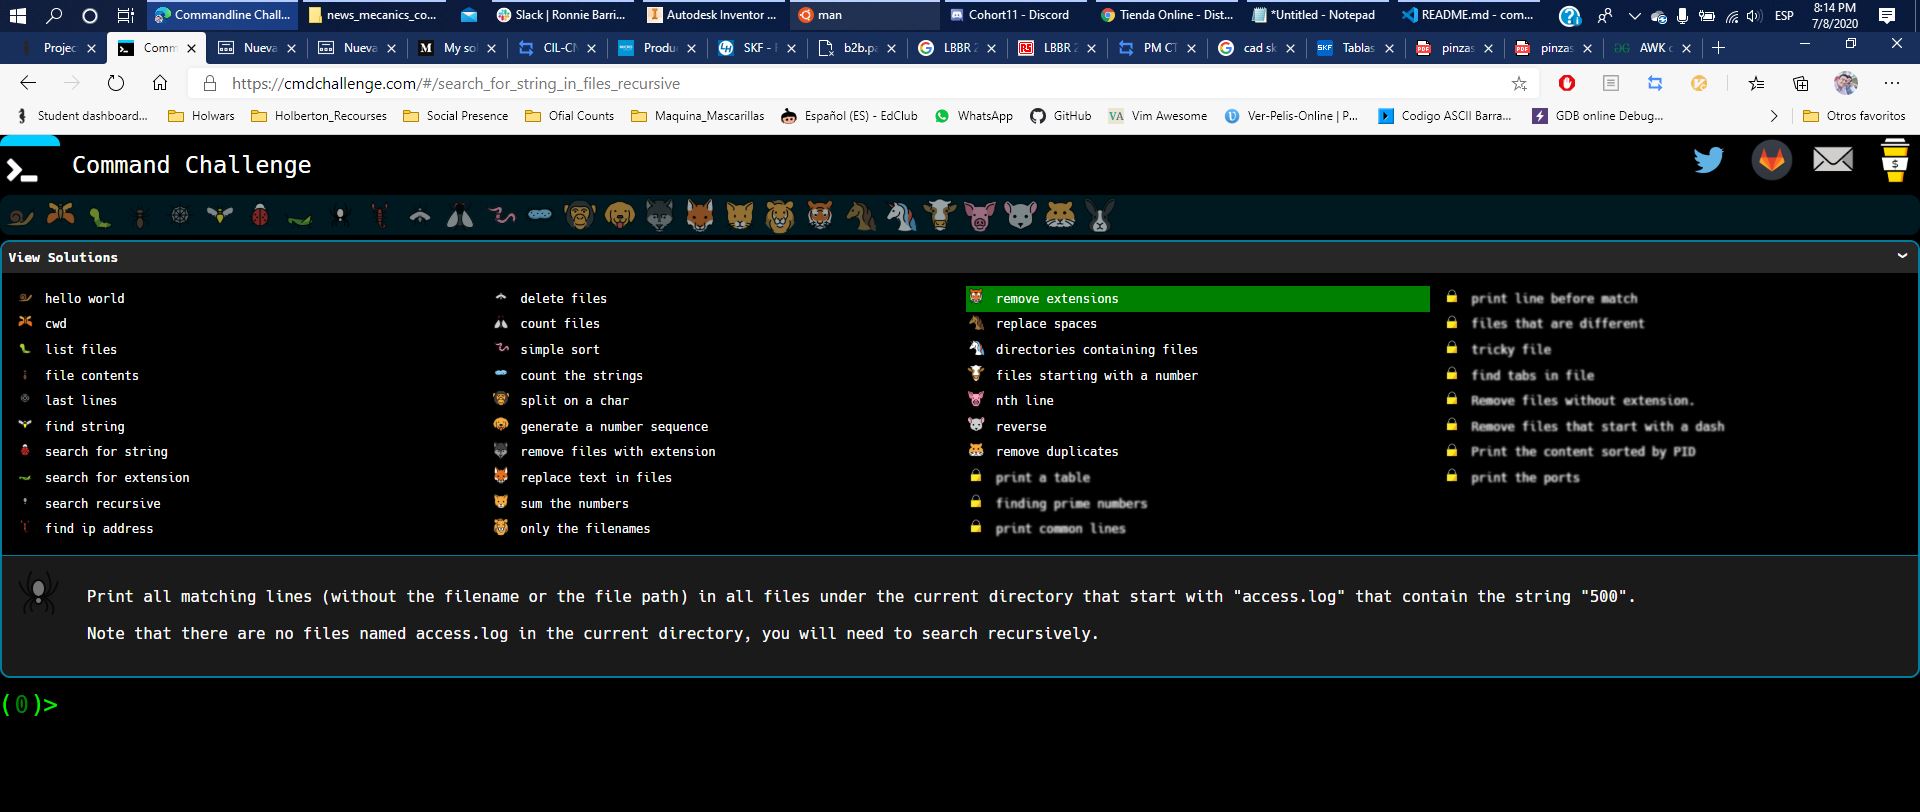 Commandline Chall...
news_mecanics_co...
Slack | Ronnie Barri...
Autodesk Inventor ...
man
Cohort11 - Discord
Tienda Online - Dist...
*Untitled - Notepad
README.md - com...
ESP
8:14 PM
7/8/2020
Projec
Comm
Nueva
Nueva
My sol
CIL-CN
Produ
SKF - F
b2b.pa
LBBR 2
LBBR 2
PM CT
cad sk
Tablas
pinzas
pinzas
AWK c
https://cmdchallenge.com/#/search_for_string_in_files_recursive
Student dashboard...
Holwars
Holberton_Recourses
Social Presence
Ofial Counts
Maquina_Mascarillas
Español (ES) - EdClub
WhatsApp
GitHub
VA Vim Awesome
Ver-Pelis-Online | P...
Codigo ASCII Barra...
GDB online Debug...
Otros favoritos
Command Challenge
View Solutions
hello world
cwd
list files
file contents
last lines
find string
search for string
search for extension
search recursive
find ip address
delete files
count files
simple sort
count the strings
split on a char
generate a number sequence
remove files with extension
replace text in files
sum the numbers
only the filenames
remove extensions
replace spaces
directories containing files
files starting with a number
nth line
reverse
remove duplicates
print a table
finding prime numbers
print common lines
print line before match
files that are different
tricky file
find tabs in file
Remove files without extension.
Remove files that start with a dash
Print the content sorted by PID
print the ports
Print all matching lines (without the filename or the file path) in all files under the current directory that start with "access.log" that contain the string "500".
Note that there are no files named access.log in the current directory, you will need to search recursively.
(0)>